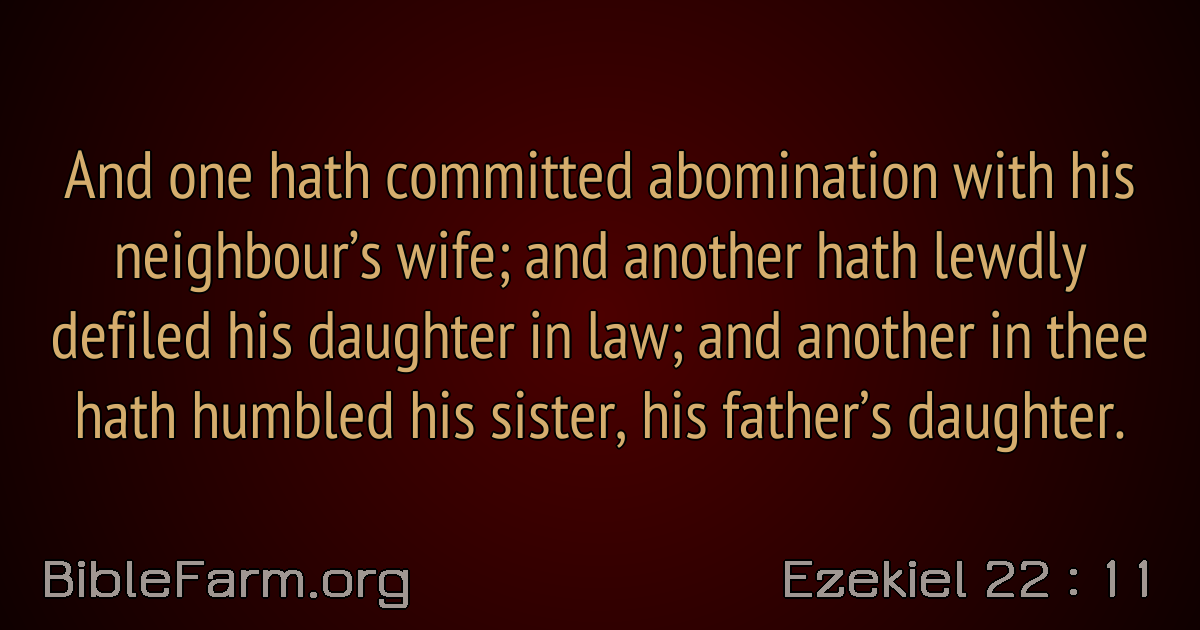 And one hath committed abomination with his
neighbour’s wife; and another hath lewdly
defiled his daughter in law; and another in thee
hath humbled his sister, his father’s daughter.
BibleFarm.org
Ezekiel 22 : 11